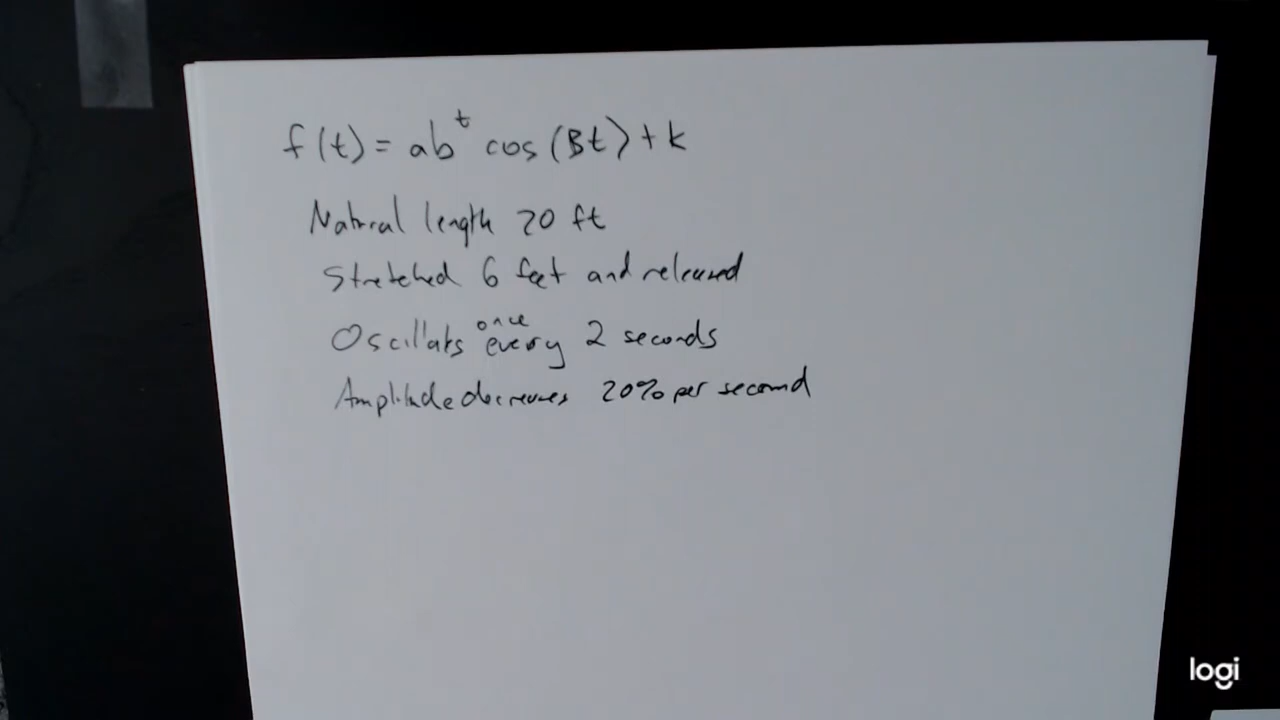 f(t) = ab^t cos(Bt) + k
Natural length 20 ft
Stretched 6 feet and released
Oscillats once every 2 seconds
Amplitude decreases 20% per second
logi